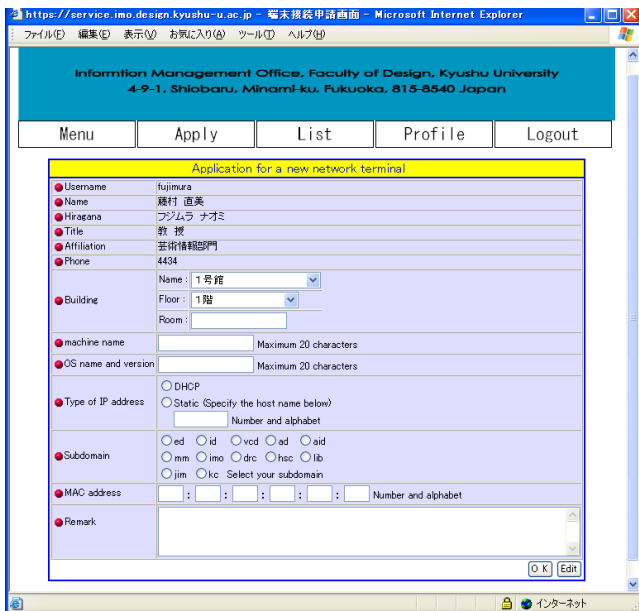 https://service.imo.design.kyushu-u.ac.jp - 端末接続申請画面 - Microsoft Internet Explorer
ファイル(F) 編集(E) 表示(V) お気に入り(A) ツール(T) ヘルプ(H)
Informtion Management Office, Faculty of Design, Kyushu University
4-9-1, Shiobaru, Minami-ku, Fukuoka, 815-8540 Japan
Menu Apply List Profile Logout
Application for a new network terminal
Username fujimura
Name 藤村 直美
Hiragana フジムラ ナオミ
Title 教 授
Affiliation 芸術情報部門
Phone 4434
Building
Name : 1号館
Floor : 1階
Room :
machine name Maximum 20 characters
OS name and version Maximum 20 characters
Type of IP address
DHCP
Static (Specify the host name below)
Number and alphabet
Subdomain
ed id vcd ad aid
mm imo drc hsc lib
jim kc Select your subdomain
MAC address : : : : : Number and alphabet
Remark
O K Edit
インターネット